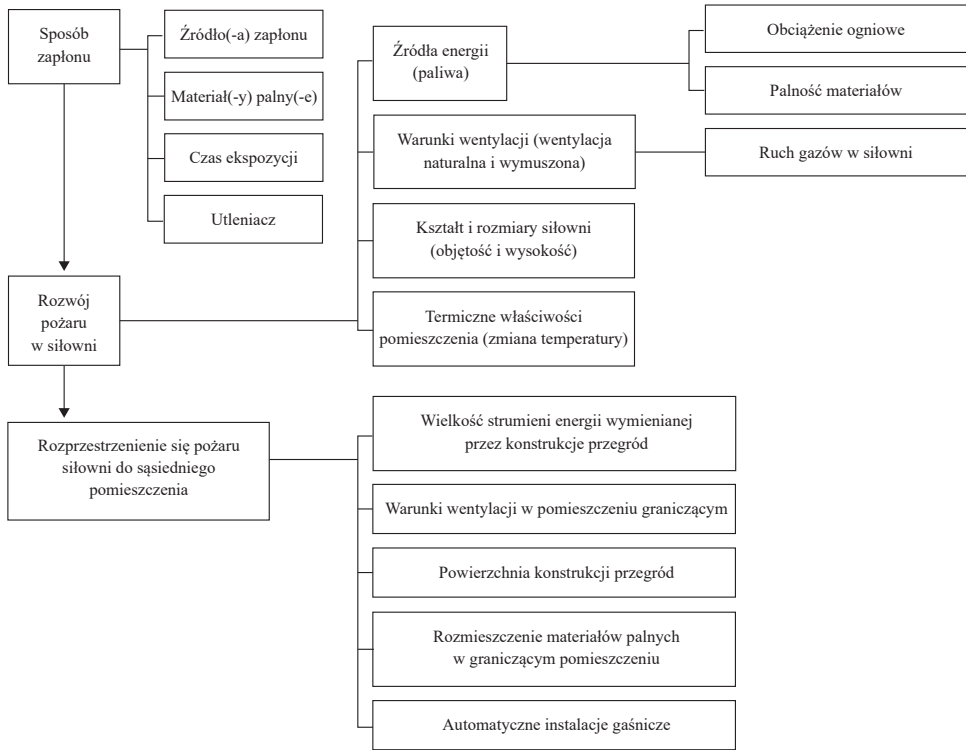 Sposób
zapłonu
Źródło(-a) zapłonu
Materiał(-y) palny(-e)
Czas ekspozycji
Utleniacz
Źródła energii
(paliwa)
Obciążenie ogniowe
Palność materiałów
Warunki wentylacji (wentylacja
naturalna i wymuszona)
Ruch gazów w siłowni
Kształt i rozmiary siłowni
(objętość i wysokość)
Termiczne właściwości
pomieszczenia (zmiana temperatury)
Rozwój
pożaru
w siłowni
Rozprzestrzenienie się pożaru
siłowni do sąsiedniego
pomieszczenia
Wielkość strumieni energii wymienianej
przez konstrukcje przegród
Warunki wentylacji w pomieszczeniu graniczącym
Powierzchnia konstrukcji przegród
Rozmieszczenie materiałów palnych
w graniczącym pomieszczeniu
Automatyczne instalacje gaśnicze